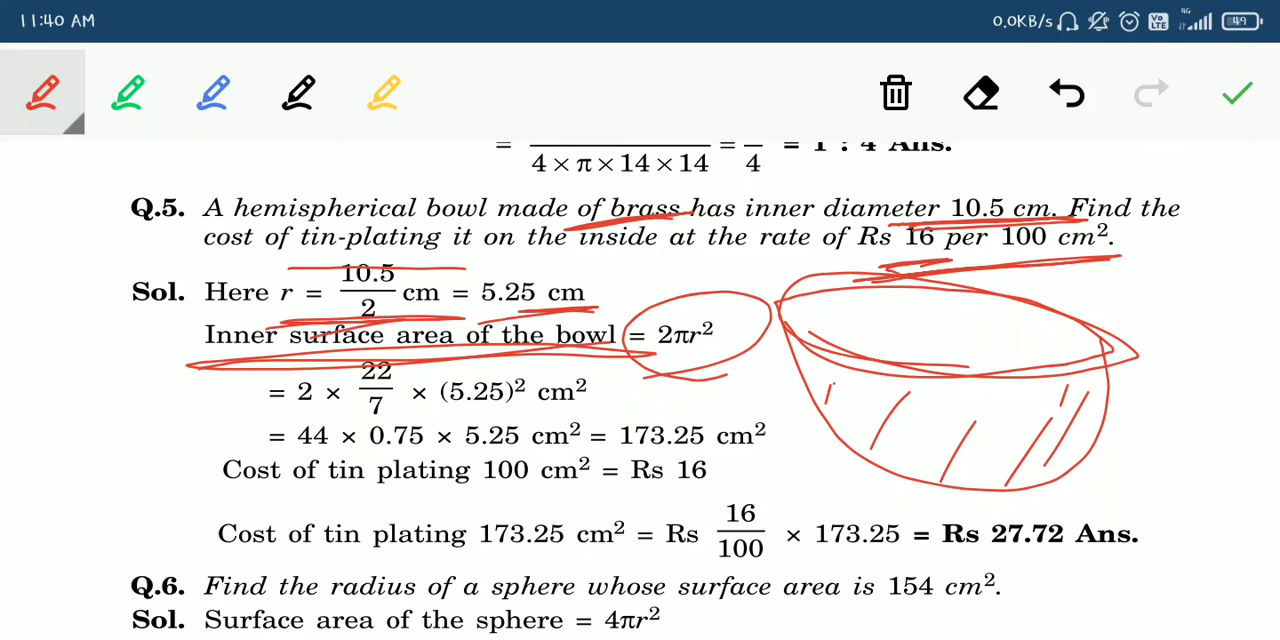 11:40 AM 0.0KB/s 4G Vo LTE 49
= 4 × π × 14 × 14 = 4 = 1 : 4 Ans.
Q.5. A hemispherical bowl made of brass has inner diameter 10.5 cm. Find the
cost of tin-plating it on the inside at the rate of Rs 16 per 100 cm².
Sol. Here r = 10.5/2 cm = 5.25 cm
Inner surface area of the bowl = 2πr²
= 2 × 22/7 × (5.25)² cm²
= 44 × 0.75 × 5.25 cm² = 173.25 cm²
Cost of tin plating 100 cm² = Rs 16
Cost of tin plating 173.25 cm² = Rs 16/100 × 173.25 = Rs 27.72 Ans.
Q.6. Find the radius of a sphere whose surface area is 154 cm².
Sol. Surface area of the sphere = 4πr²